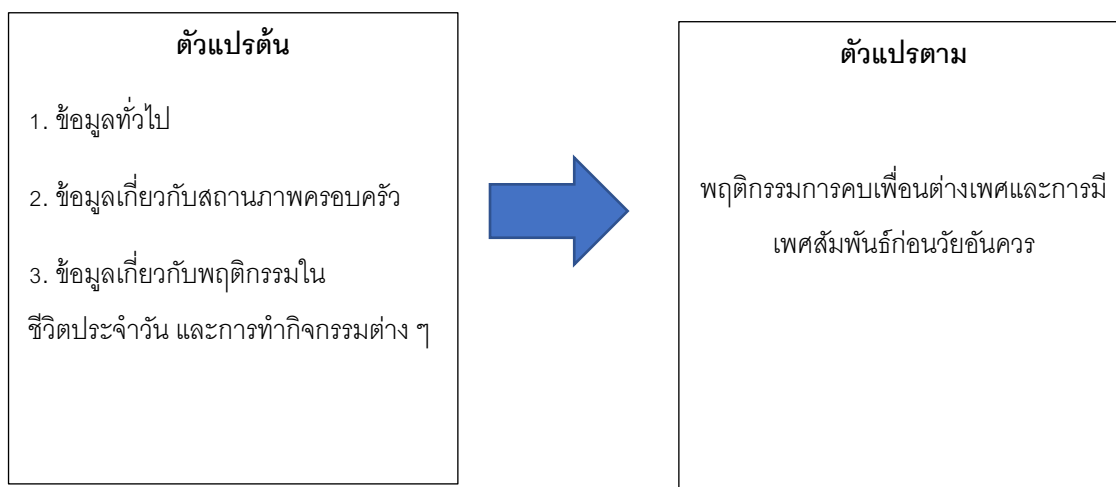 ตัวแปรต้น
1. ข้อมูลทั่วไป
2. ข้อมูลเกี่ยวกับสถานภาพครอบครัว
3. ข้อมูลเกี่ยวกับพฤติกรรมใน
ชีวิตประจำวัน และการทำกิจกรรมต่าง ๆ
ตัวแปรตาม
พฤติกรรมการคบเพื่อนต่างเพศและการมี
เพศสัมพันธ์ก่อนวัยอันควร